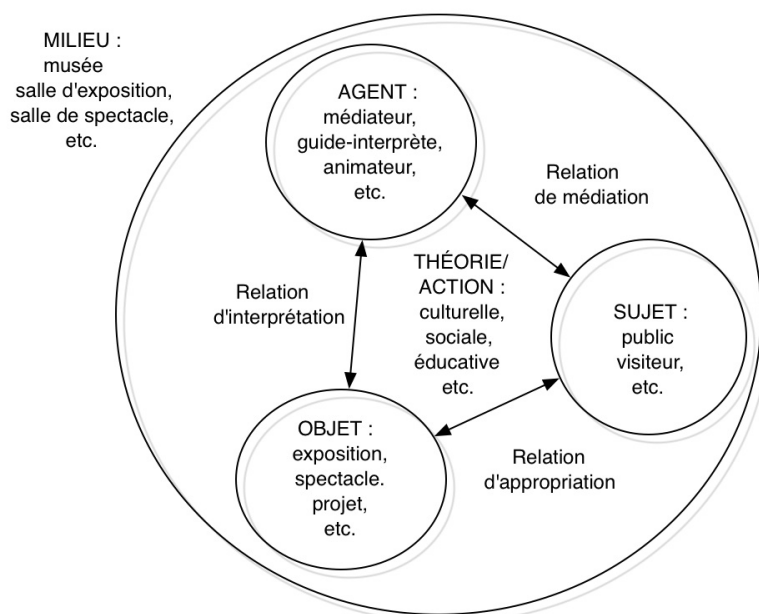 MILIEU :
musée
salle d'exposition,
salle de spectacle,
etc.
AGENT :
médiateur,
guide-interprète,
animateur,
etc.
Relation
de médiation
THÉORIE/
ACTION :
culturelle,
sociale,
éducative
etc.
Relation
d'interprétation
SUJET :
public
visiteur,
etc.
OBJET :
exposition,
spectacle.
projet,
etc.
Relation
d'appropriation